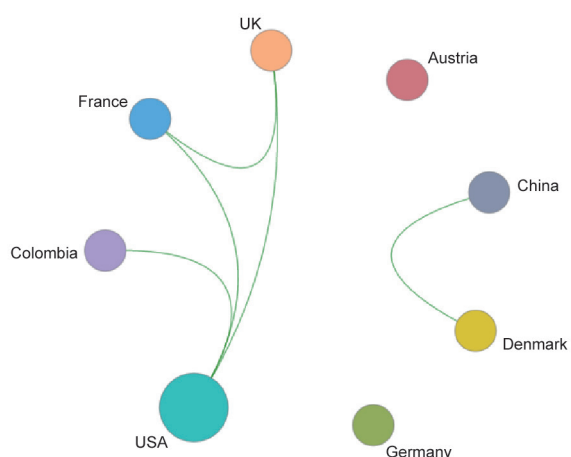 UK
Austria
France
China
Colombia
Denmark
USA
Germany